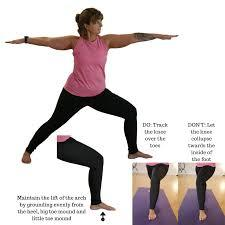 DO: Track
the knee
over the
toes
DON'T: Let
the knee
collapse
towards the
inside of
the foot
Maintain the lift of the arch
by grounding evenly from
the heel, big toe mound and
little toe mound